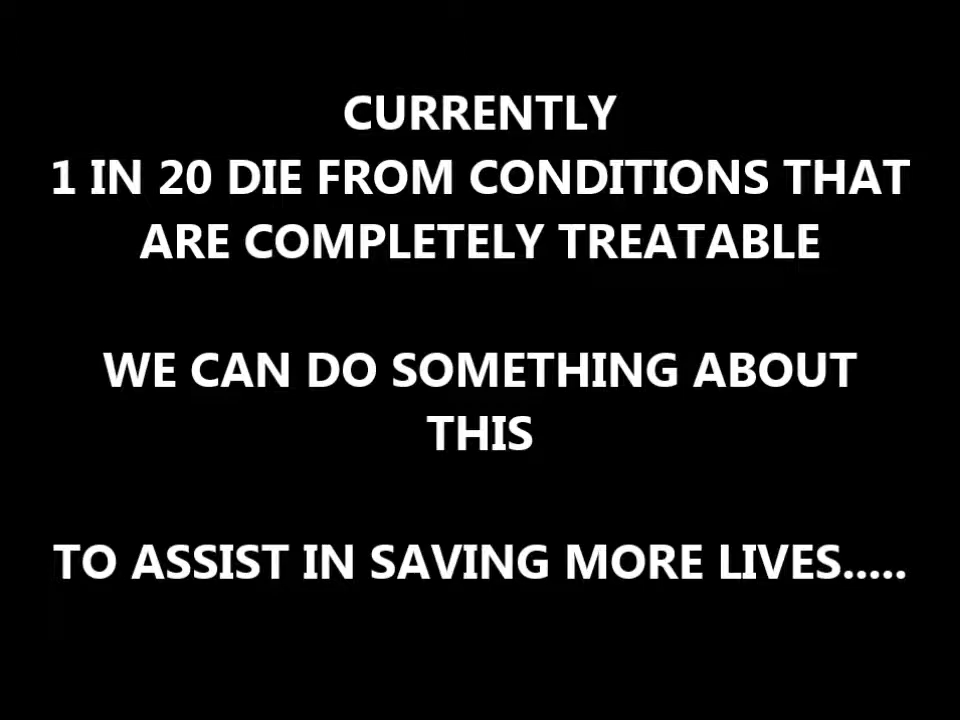 CURRENTLY
1 IN 20 DIE FROM CONDITIONS THAT
ARE COMPLETELY TREATABLE
WE CAN DO SOMETHING ABOUT
THIS
TO ASSIST IN SAVING MORE LIVES.....